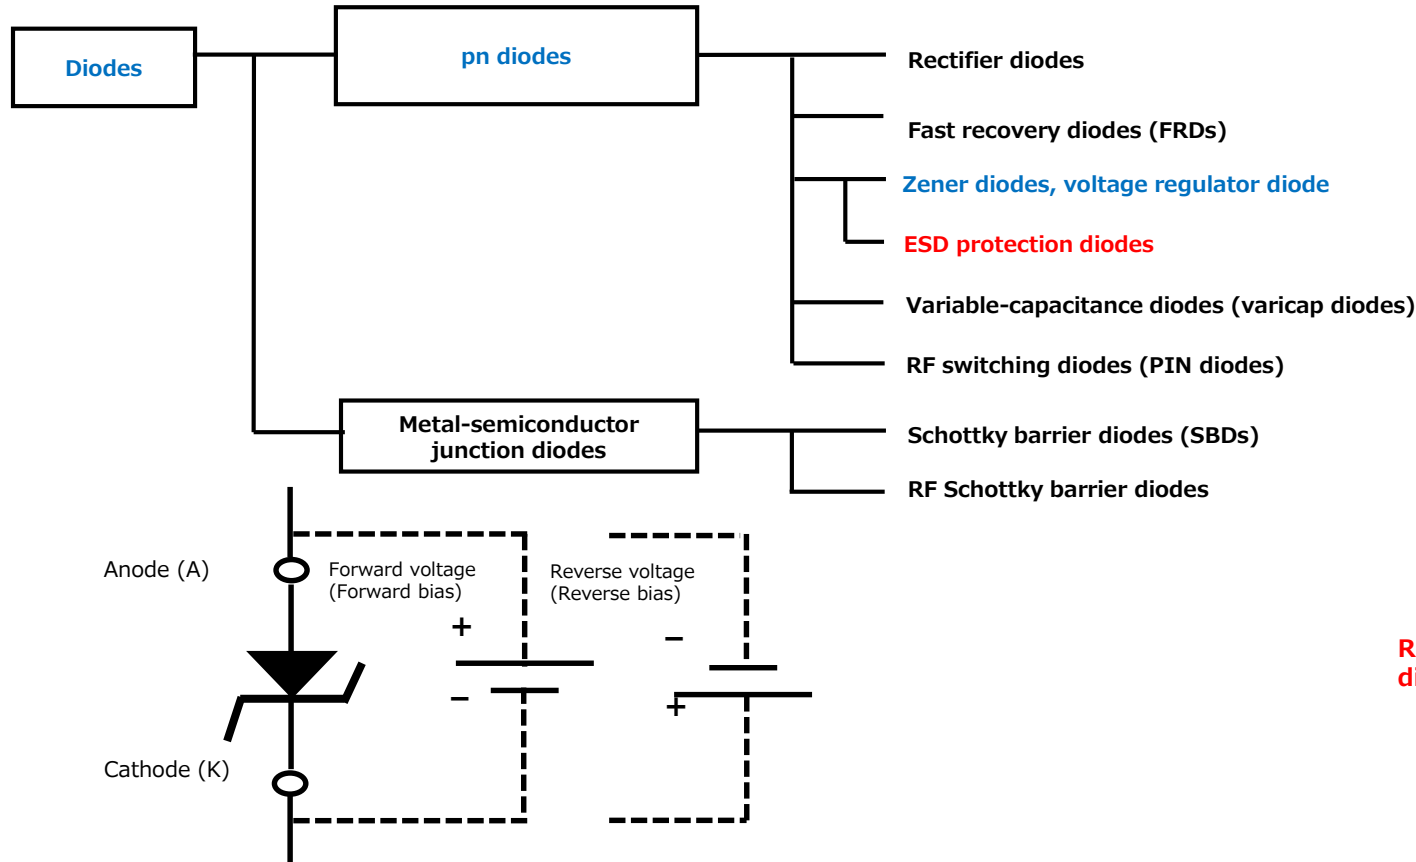 Diodes
pn diodes
Rectifier diodes
Fast recovery diodes (FRDs)
Zener diodes, voltage regulator diode
ESD protection diodes
Variable-capacitance diodes (varicap diodes)
RF switching diodes (PIN diodes)
Metal-semiconductor
junction diodes
Schottky barrier diodes (SBDs)
RF Schottky barrier diodes
Anode (A)
Forward voltage
(Forward bias)
Reverse voltage
(Reverse bias)
+
−
−
+
Cathode (K)